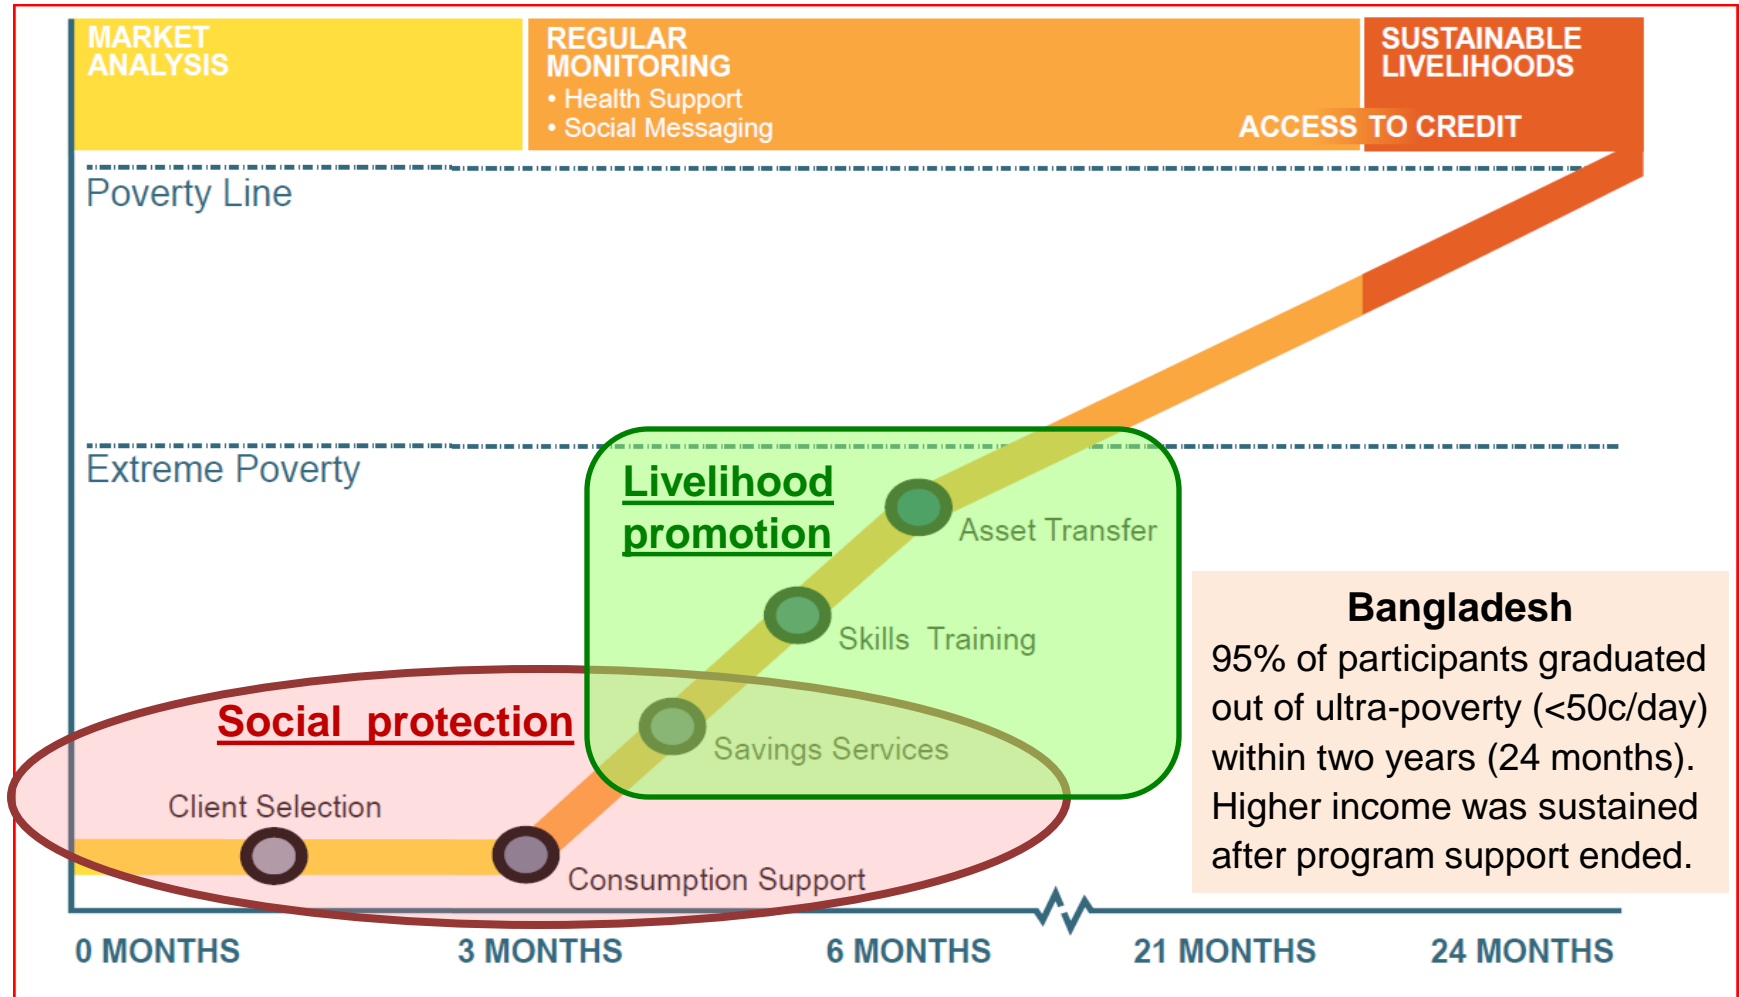 MARKET
ANALYSIS
REGULAR
MONITORING
• Health Support
• Social Messaging
SUSTAINABLE
LIVELIHOODS
ACCESS TO CREDIT
Poverty Line
Extreme Poverty
Livelihood
promotion
Asset Transfer
Skills Training
Savings Services
Social protection
Client Selection
Consumption Support
Bangladesh
95% of participants graduated
out of ultra-poverty (<50c/day)
within two years (24 months).
Higher income was sustained
after program support ended.
0 MONTHS
3 MONTHS
6 MONTHS
21 MONTHS
24 MONTHS